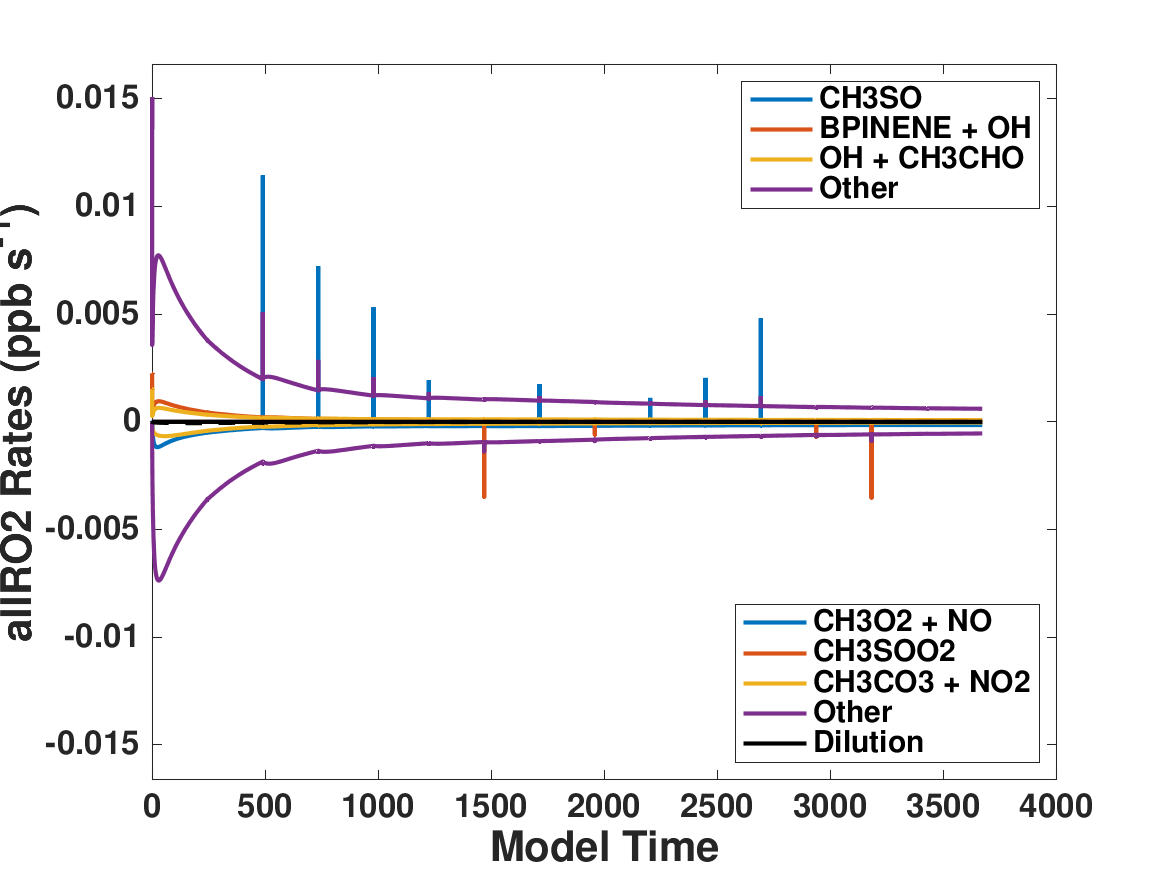 allRO2 Rates (ppb s-1)
0.015
0.01
0.005
0
-0.005
-0.01
-0.015
CH3SO
BPINENE + OH
OH + CH3CHO
Other
CH3O2 + NO
CH3SOO2
CH3CO3 + NO2
Other
Dilution
0 500 1000 1500 2000 2500 3000 3500 4000
Model Time